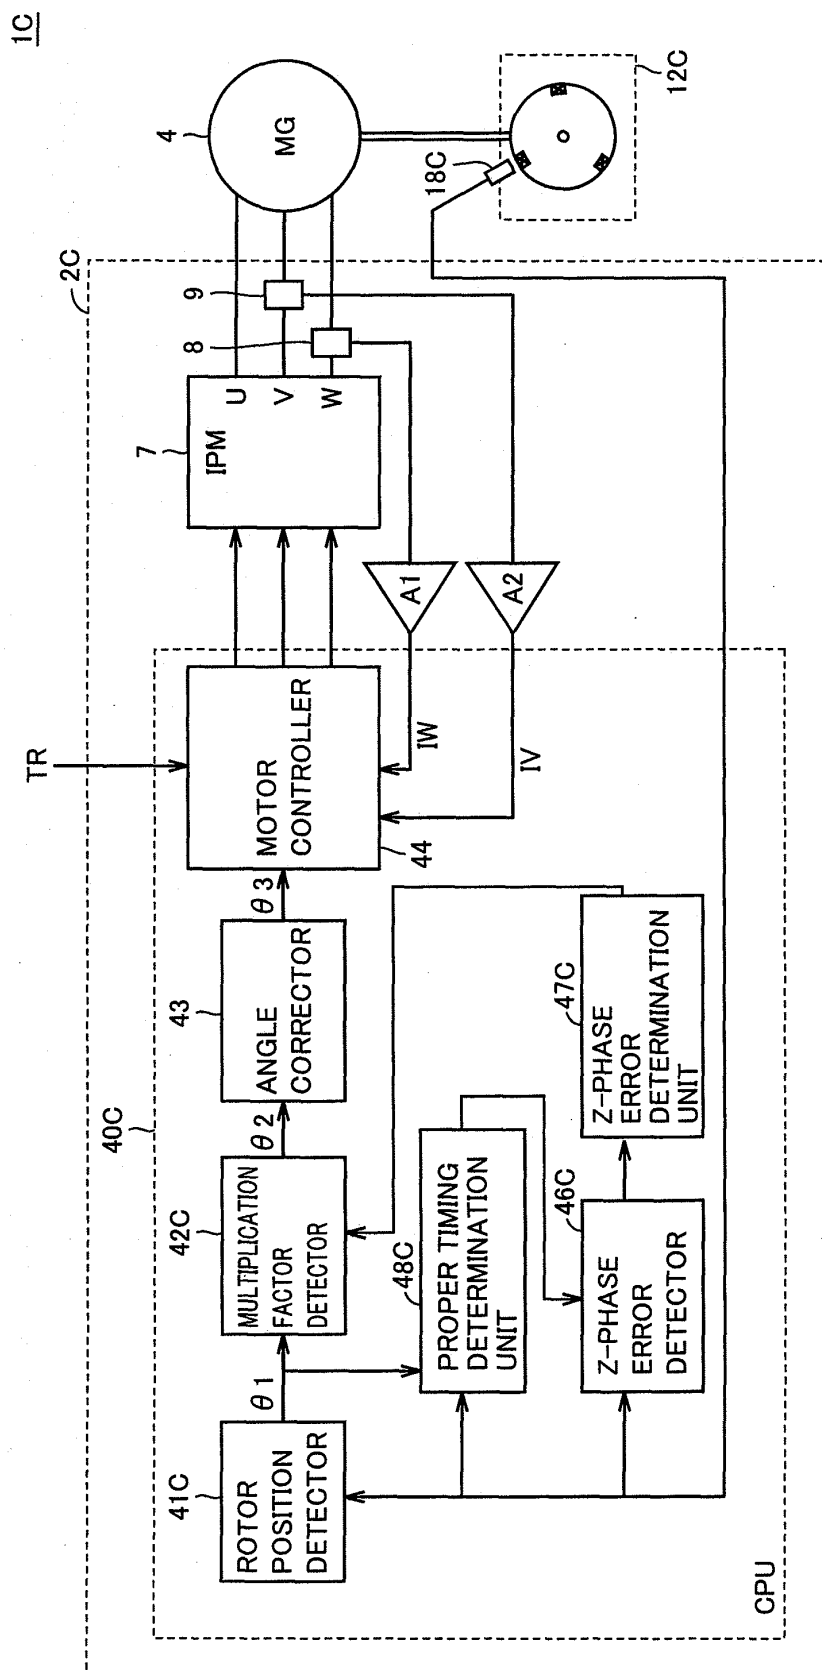 1C
2C
40C
TR
41C
ROTOR
POSITION
DETECTOR
θ1
42C
MULTIPLICATION
FACTOR
DETECTOR
θ2
43
ANGLE
CORRECTOR
θ3
MOTOR
CONTROLLER
44
7
IPM
U
V
W
8
9
4
MG
IW
IV
A1
A2
18C
12C
48C
PROPER TIMING
DETERMINATION
UNIT
46C
Z-PHASE
ERROR
DETECTOR
47C
Z-PHASE
ERROR
DETERMINATION
UNIT
CPU